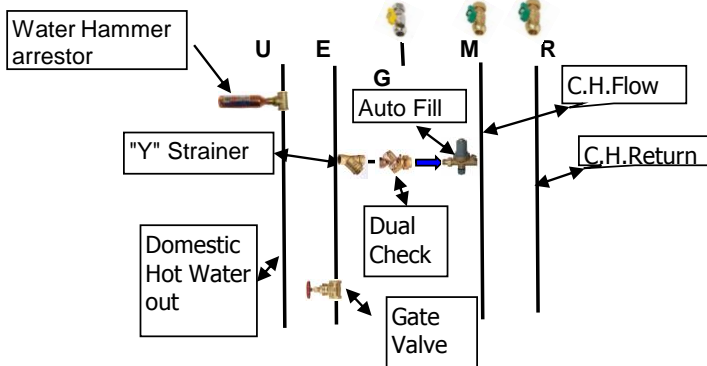 Water Hammer
arrestor
U
E
G
M
R
Auto Fill
C.H.Flow
"Y" Strainer
C,H.Return
Dual
Check
Domestic
Hot Water
out
Gate
Valve